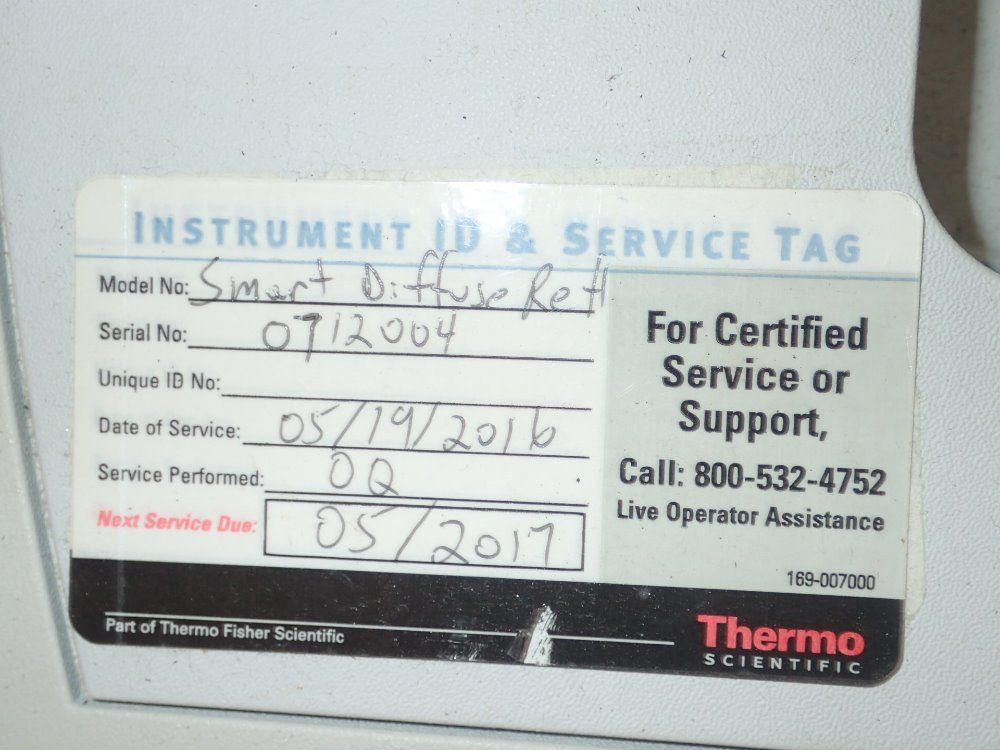 INSTRUMENT ID & SERVICE TAG
Model No: Smart Diffuse Refl
Serial No: 0712004
Unique ID No:
Date of Service: 05/19/2016
Service Performed: OQ
Next Service Due: 05/2017
For Certified
Service or
Support,
Call: 800-532-4752
Live Operator Assistance
169-007000
Part of Thermo Fisher Scientific
Thermo
SCIENTIFIC